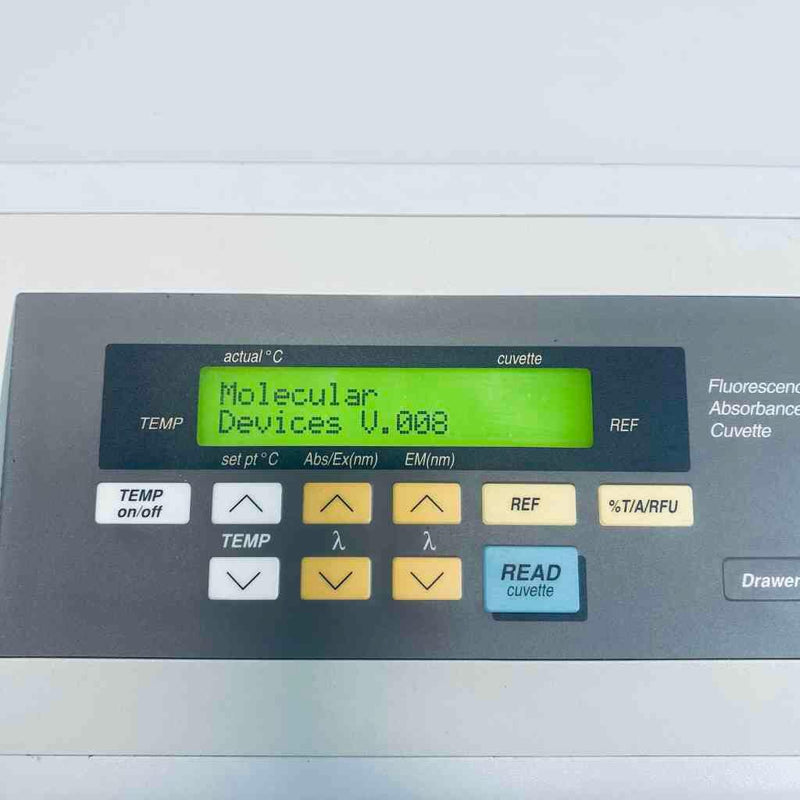 actual °C
cuvette
Molecular
Devices V.008
TEMP
REF
set pt °C
Abs/Ex(nm)
EM(nm)
Absorbance
Cuvette
TEMP
on/off
REF
%T/A/RFU
TEMP
λ
λ
READ
cuvette
Drawer